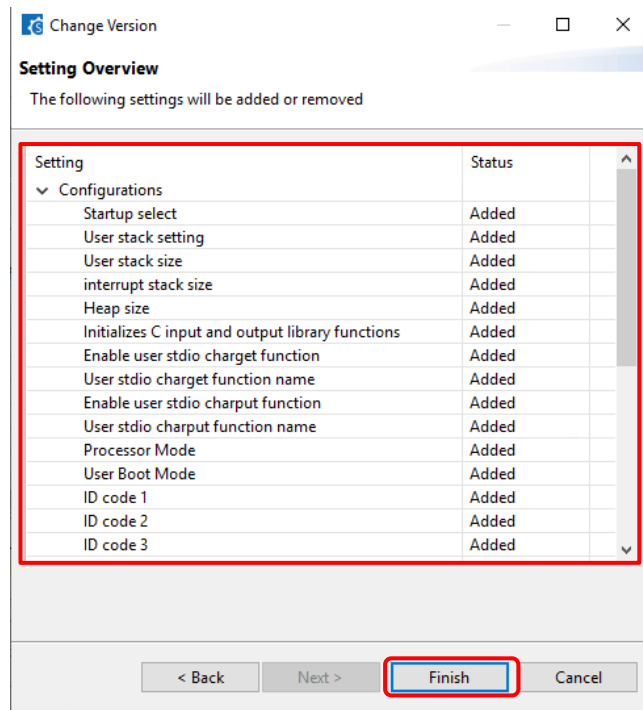 Change Version
Setting Overview
The following settings will be added or removed
Setting Status
Configurations
Startup select Added
User stack setting Added
User stack size Added
interrupt stack size Added
Heap size Added
Initializes C input and output library functions Added
Enable user stdio charget function Added
User stdio charget function name Added
Enable user stdio charput function Added
User stdio charput function name Added
Processor Mode Added
User Boot Mode Added
ID code 1 Added
ID code 2 Added
ID code 3 Added
< Back Next > Finish Cancel